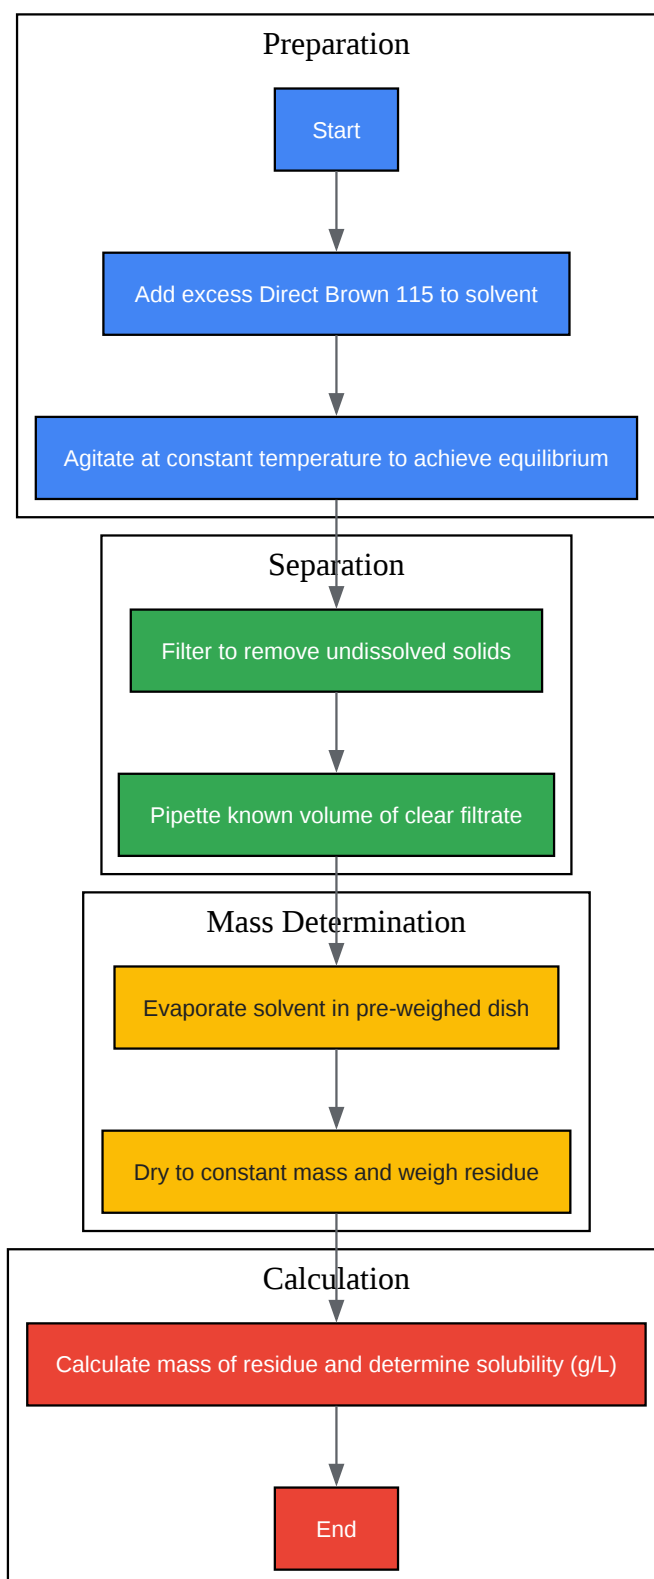 Preparation
Start
Add excess Direct Brown 115 to solvent
Agitate at constant temperature to achieve equilibrium
Separation
Filter to remove undissolved solids
Pipette known volume of clear filtrate
Mass Determination
Evaporate solvent in pre-weighed dish
Dry to constant mass and weigh residue
Calculation
Calculate mass of residue and determine solubility (g/L)
End